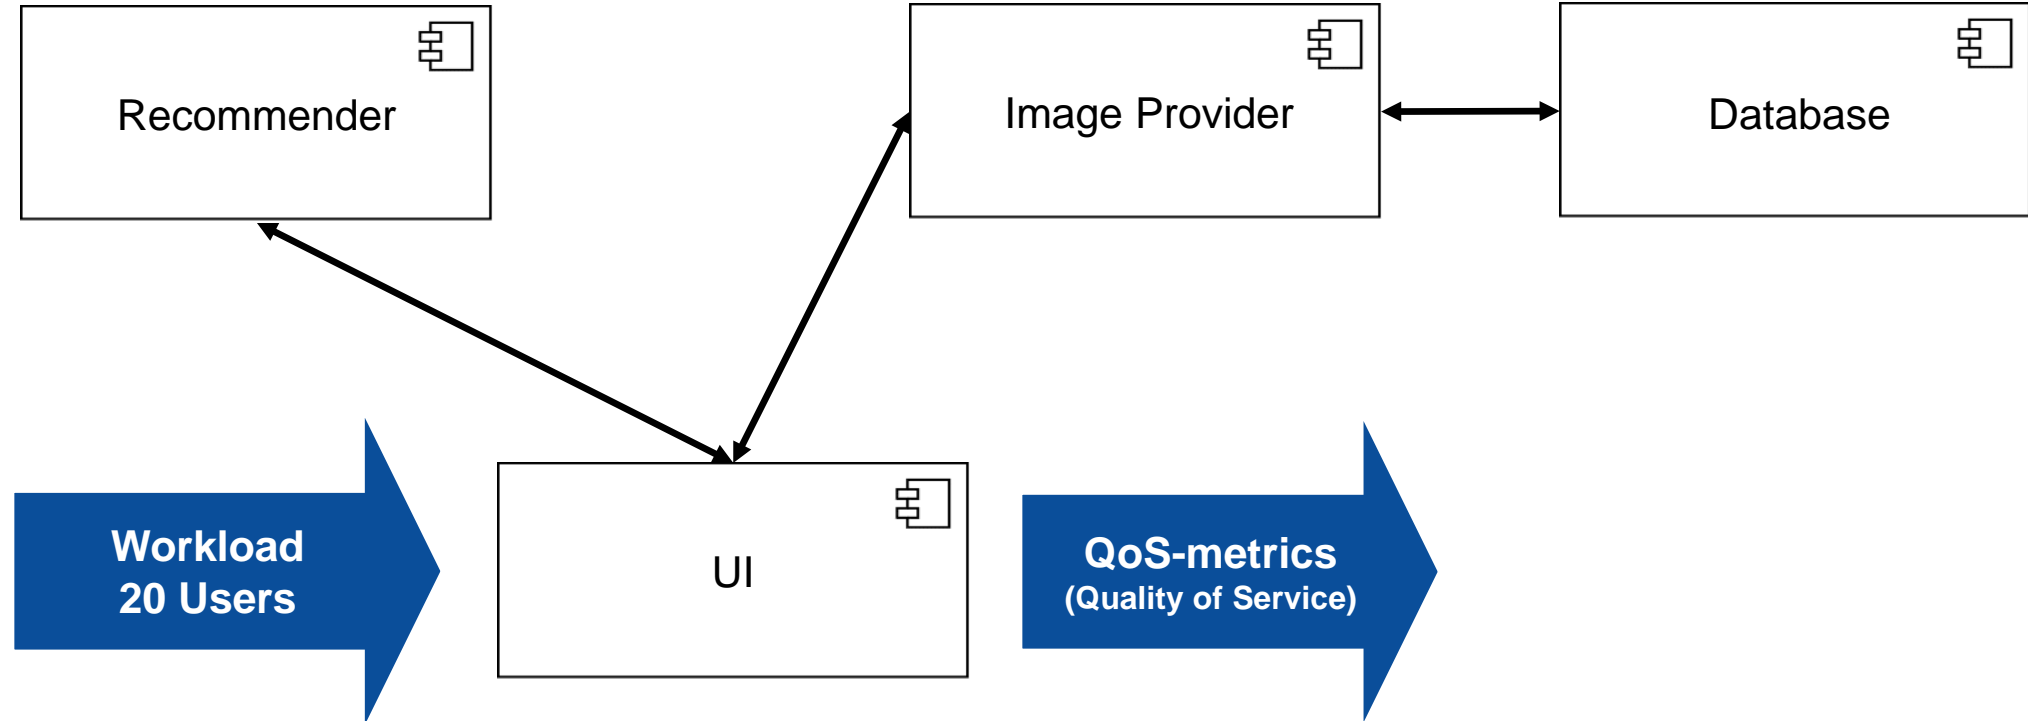 Recommender
Image Provider
Database
Workload
20 Users
UI
QoS-metrics
(Quality of Service)